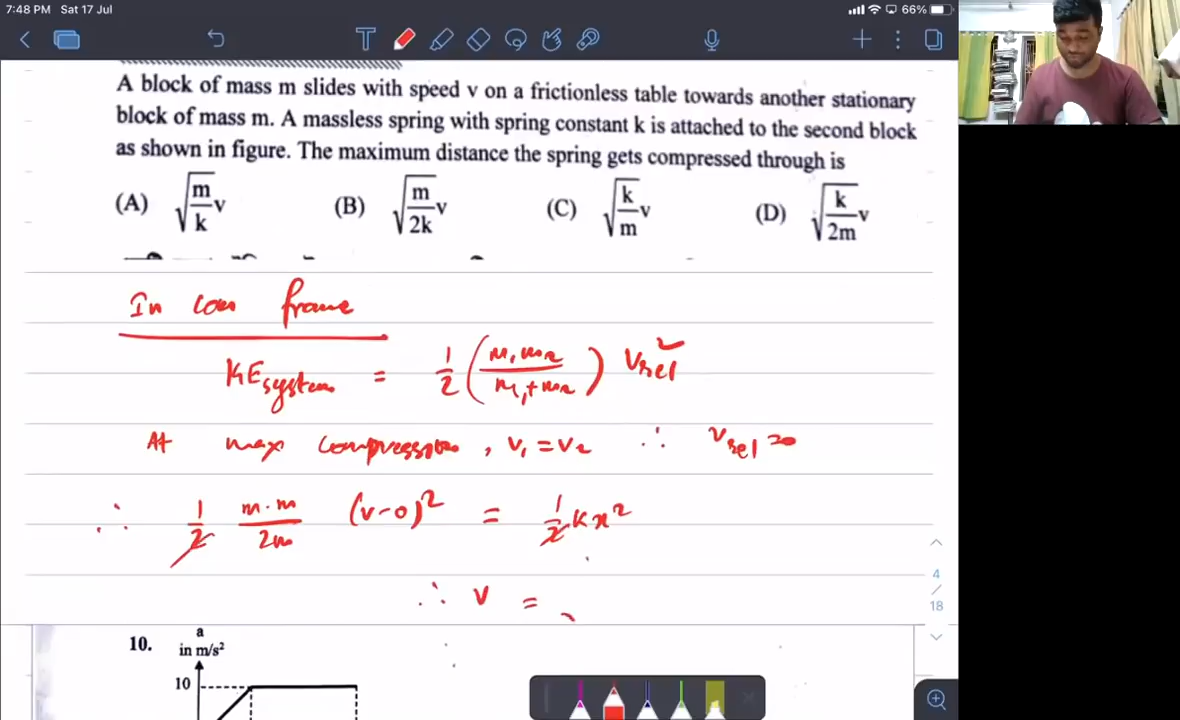 7:48 PM Sat 17 Jul
66%
A block of mass m slides with speed v on a frictionless table towards another stationary
block of mass m. A massless spring with spring constant k is attached to the second block
as shown in figure. The maximum distance the spring gets compressed through is
(A) √(m/k) v (B) √(m/2k) v (C) √(k/m) v (D) √(k/2m) v
In com frame
KEsystem = 1/2 (m₁m₂/m₁+m₂) Vrel²
At max compression, v₁ = v₂ ∴ vrel = 0
∴ 1/2 m·m/2m (v-0)² = 1/2 kx²
∴ v =
4
/
18
10. a
in m/s²
10